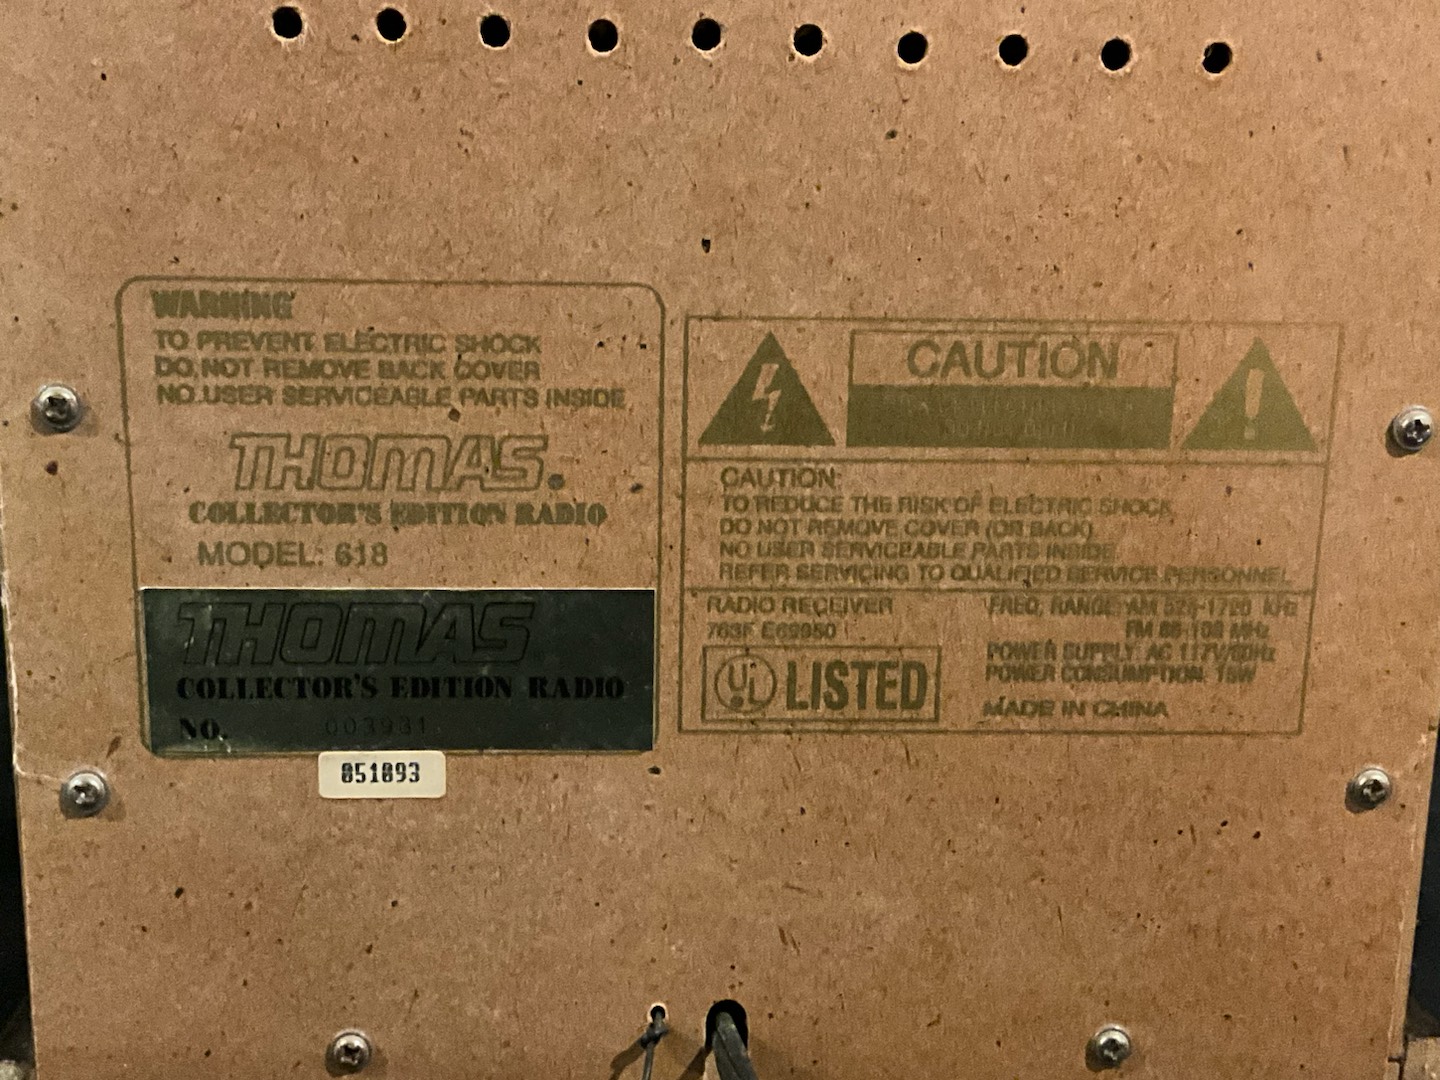 WARNING
TO PREVENT ELECTRIC SHOCK
DO NOT REMOVE BACK COVER
NO USER SERVICEABLE PARTS INSIDE
THOMAS.
COLLECTOR'S EDITION RADIO
MODEL: 618
THOMAS
COLLECTOR'S EDITION RADIO
NO. 003931
051093
CAUTION
CAUTION:
TO REDUCE THE RISK OF ELECTRIC SHOCK
DO NOT REMOVE COVER (OR BACK)
NO USER SERVICEABLE PARTS INSIDE.
REFER SERVICING TO QUALIFIED SERVICE PERSONNEL
RADIO RECEIVER
763F E69950
UL LISTED
FREQ. RANGE: AM 525-1720 KHz
FM 88-108 MHz
POWER SUPPLY: AC 117V/60Hz
POWER CONSUMPTION: 15W
MADE IN CHINA